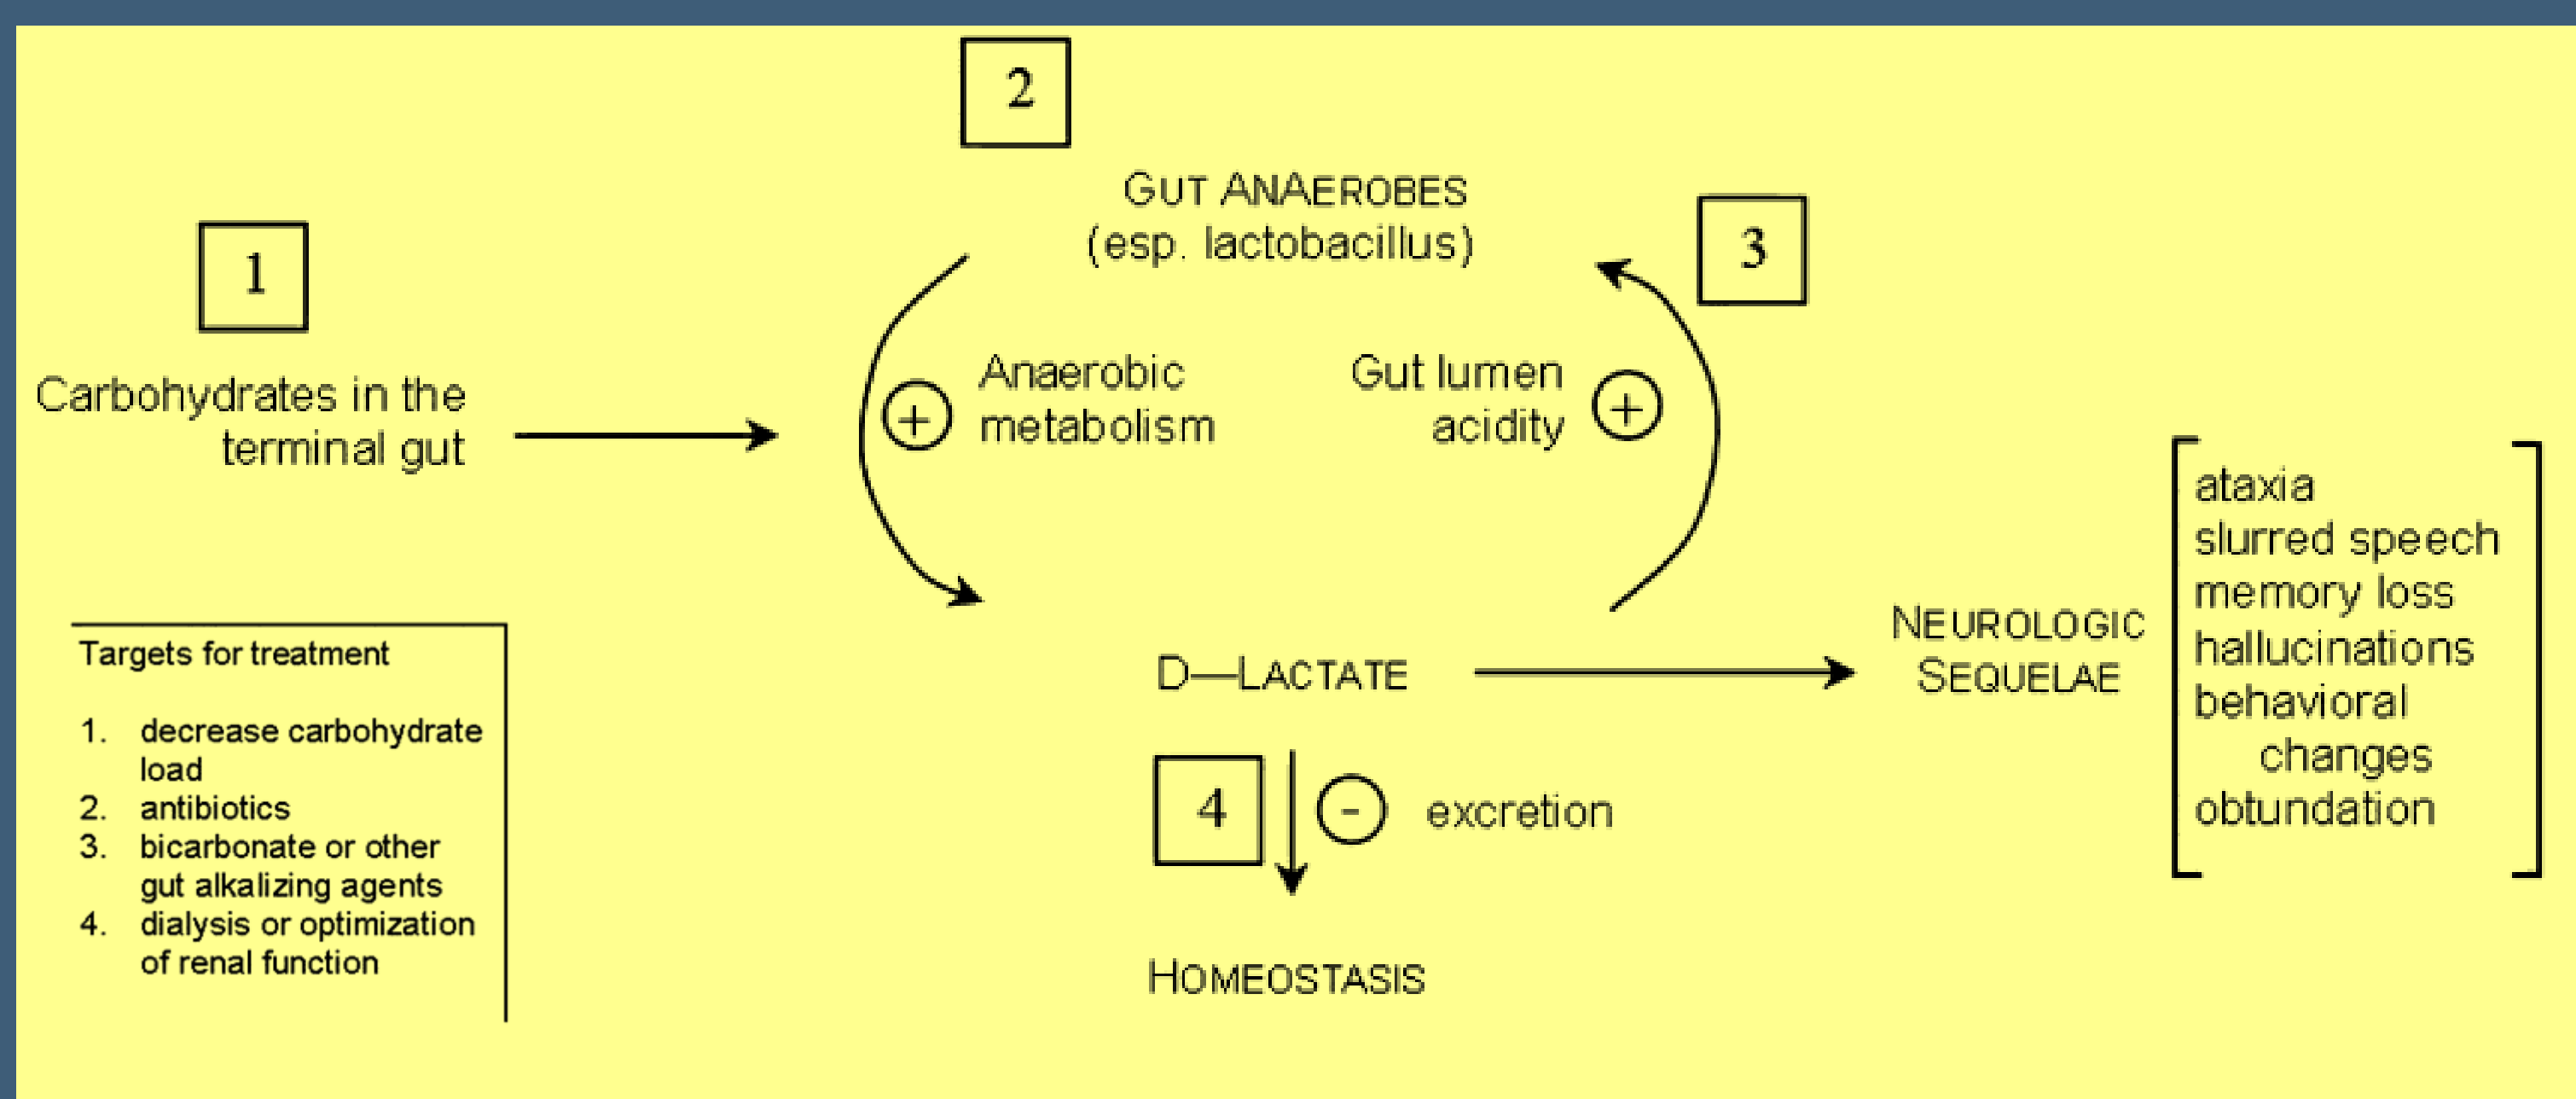 2
GUT ANAEROBES
(esp. lactobacillus)
3
1
Carbohydrates in the
terminal gut
+
Anaerobic
metabolism
Gut lumen
acidity
+
D—LACTATE
NEUROLOGIC
SEQUELAE
ataxia
slurred speech
memory loss
hallucinations
behavioral
changes
obtundation
4
-
excretion
HOMEOSTASIS
Targets for treatment
1. decrease carbohydrate
load
2. antibiotics
3. bicarbonate or other
gut alkalizing agents
4. dialysis or optimization
of renal function